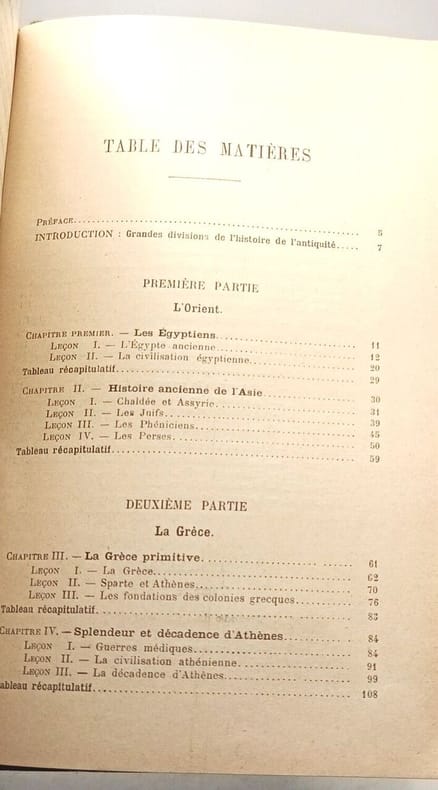 TABLE DES MATIÈRES
PRÉFACE 5
INTRODUCTION : Grandes divisions de l'histoire de l'antiquité 7
PREMIÈRE PARTIE
L'Orient.
CHAPITRE PREMIER. — Les Égyptiens 11
LEÇON I. — L'Égypte ancienne 12
LEÇON II. — La civilisation égyptienne 20
Tableau récapitulatif 29
CHAPITRE II. — Histoire ancienne de l'Asie 30
LEÇON I. — Chaldée et Assyrie 31
LEÇON II. — Les Juifs 39
LEÇON III. — Les Phéniciens 45
LEÇON IV. — Les Perses 50
Tableau récapitulatif 59
DEUXIÈME PARTIE
La Grèce.
CHAPITRE III. — La Grèce primitive 61
LEÇON I. — La Grèce 62
LEÇON II. — Sparte et Athènes 70
LEÇON III. — Les fondations des colonies grecques 76
Tableau récapitulatif 83
CHAPITRE IV. — Splendeur et décadence d'Athènes 84
LEÇON I. — Guerres médiques 84
LEÇON II. — La civilisation athénienne 91
LEÇON III. — La décadence d'Athènes 99
ableau récapitulatif 108